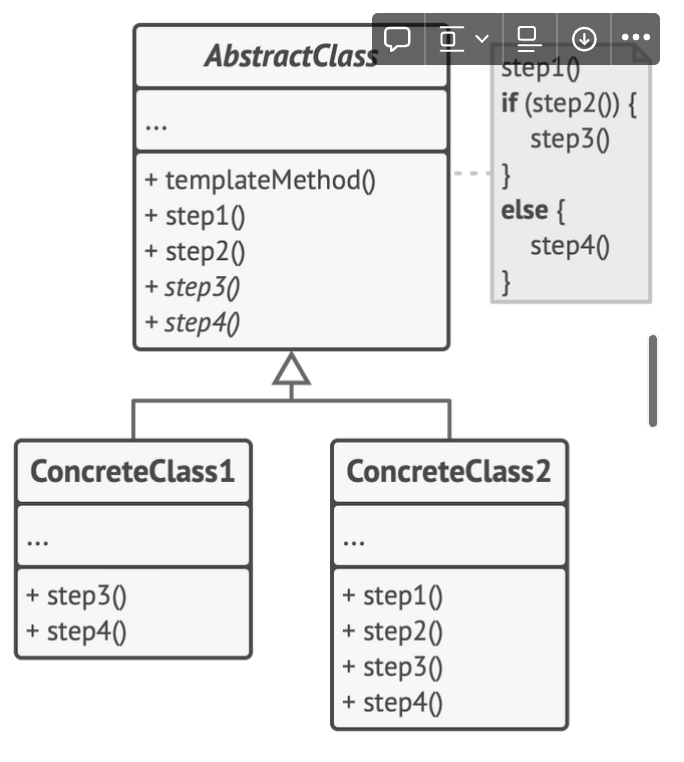 AbstractClass
...
+ templateMethod()
+ step1()
+ step2()
+ step3()
+ step4()
step1()
if (step2()) {
step3()
}
else {
step4()
}
ConcreteClass1
...
+ step3()
+ step4()
ConcreteClass2
...
+ step1()
+ step2()
+ step3()
+ step4()